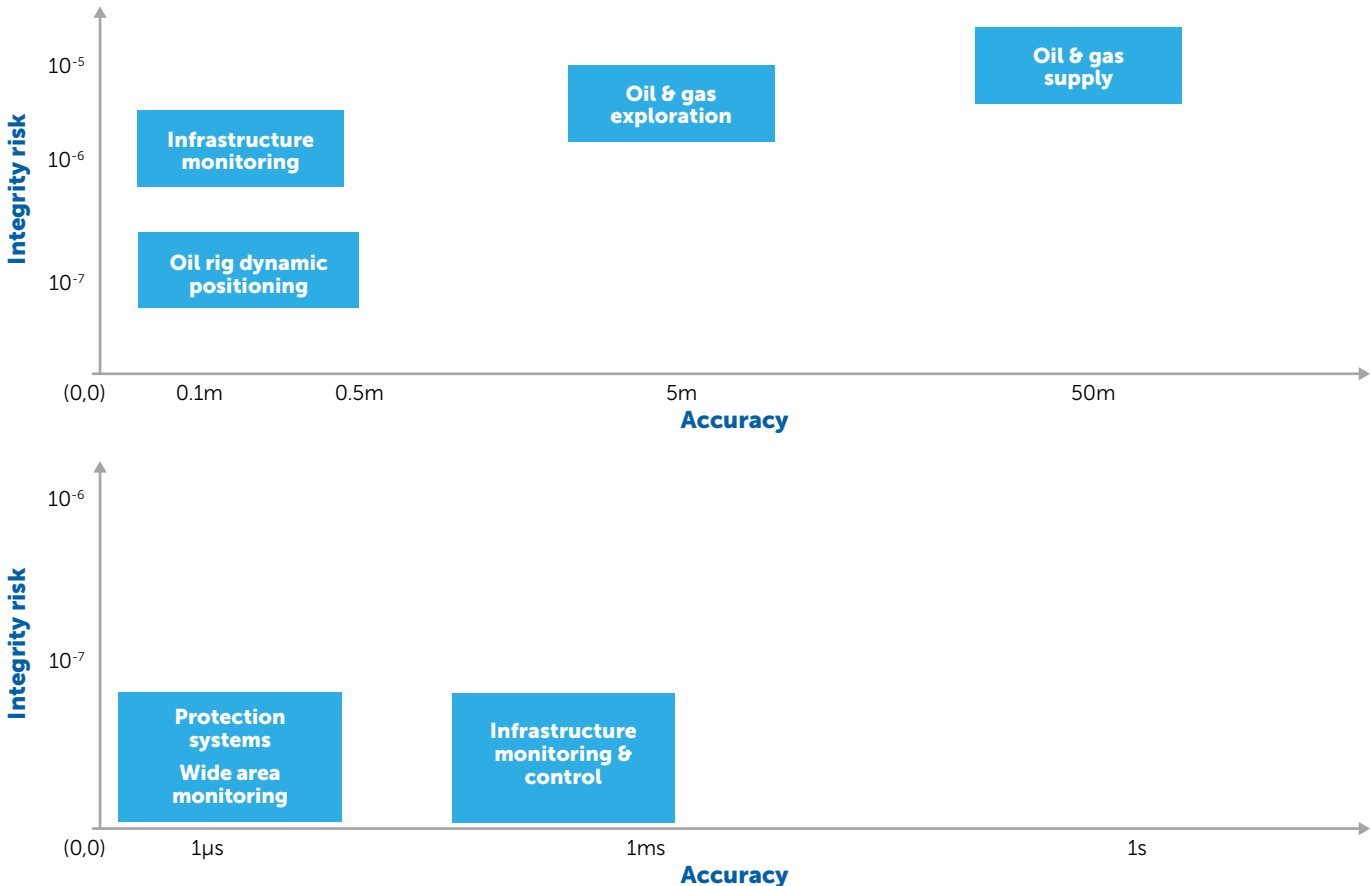 Integrity risk
10⁻⁵
10⁻⁶
10⁻⁷
Oil & gas
supply
Oil & gas
exploration
Infrastructure
monitoring
Oil rig dynamic
positioning
(0,0)
0.1m
0.5m
5m
50m
Accuracy
Integrity risk
10⁻⁶
10⁻⁷
Protection
systems
Wide area
monitoring
Infrastructure
monitoring &
control
(0,0)
1µs
1ms
1s
Accuracy